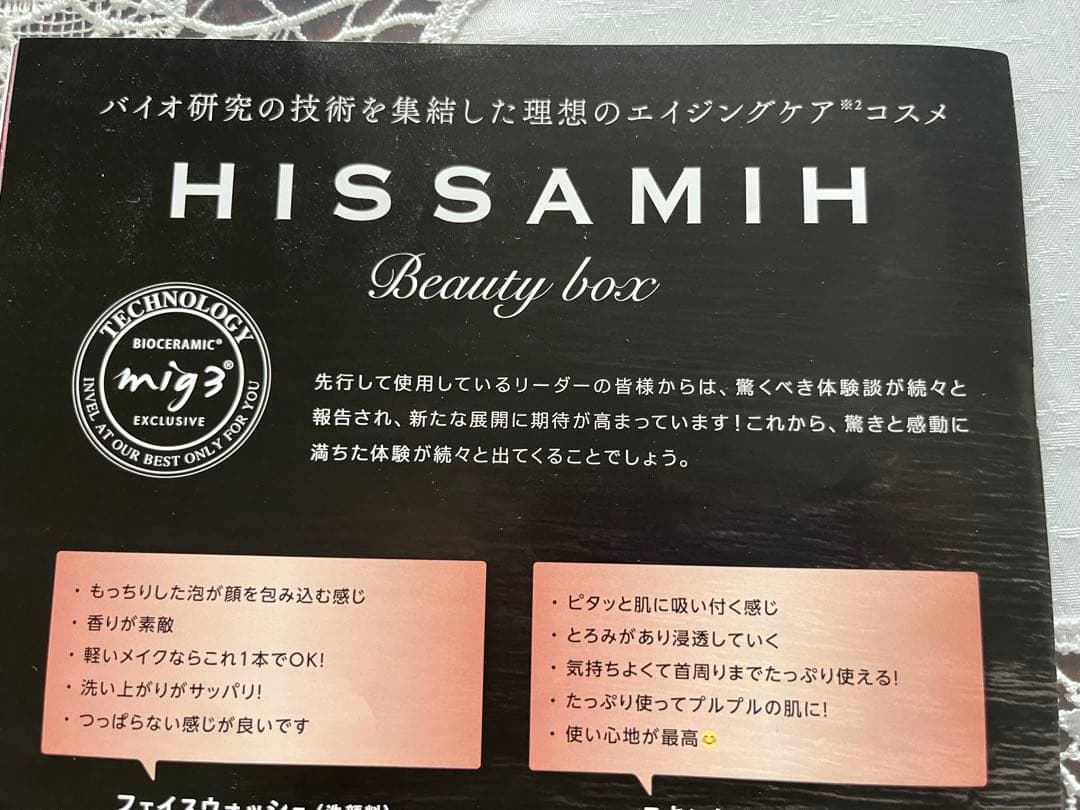 バイオ研究の技術を集結した理想のエイジングケア※2コスメ
HISSAMIH
Beauty box
TECHNOLOGY
BIOCERAMIC®
mig3®
EXCLUSIVE
INVEL AT OUR BEST ONLY FOR YOU
先行して使用しているリーダーの皆様からは、驚くべき体験談が続々と
報告され、新たな展開に期待が高まっています！これから、驚きと感動に
満ちた体験が続々と出てくることでしょう。
・もっちりした泡が顔を包み込む感じ
・香りが素敵
・軽いメイクならこれ1本でOK!
・洗い上がりがサッパリ!
・つっぱらない感じが良いです
・ピタッと肌に吸い付く感じ
・とろみがあり浸透していく
・気持ちよくて首周りまでたっぷり使える!
・たっぷり使ってプルプルの肌に!
・使い心地が最高😊
フェイスウォッシュ（洗顔料）